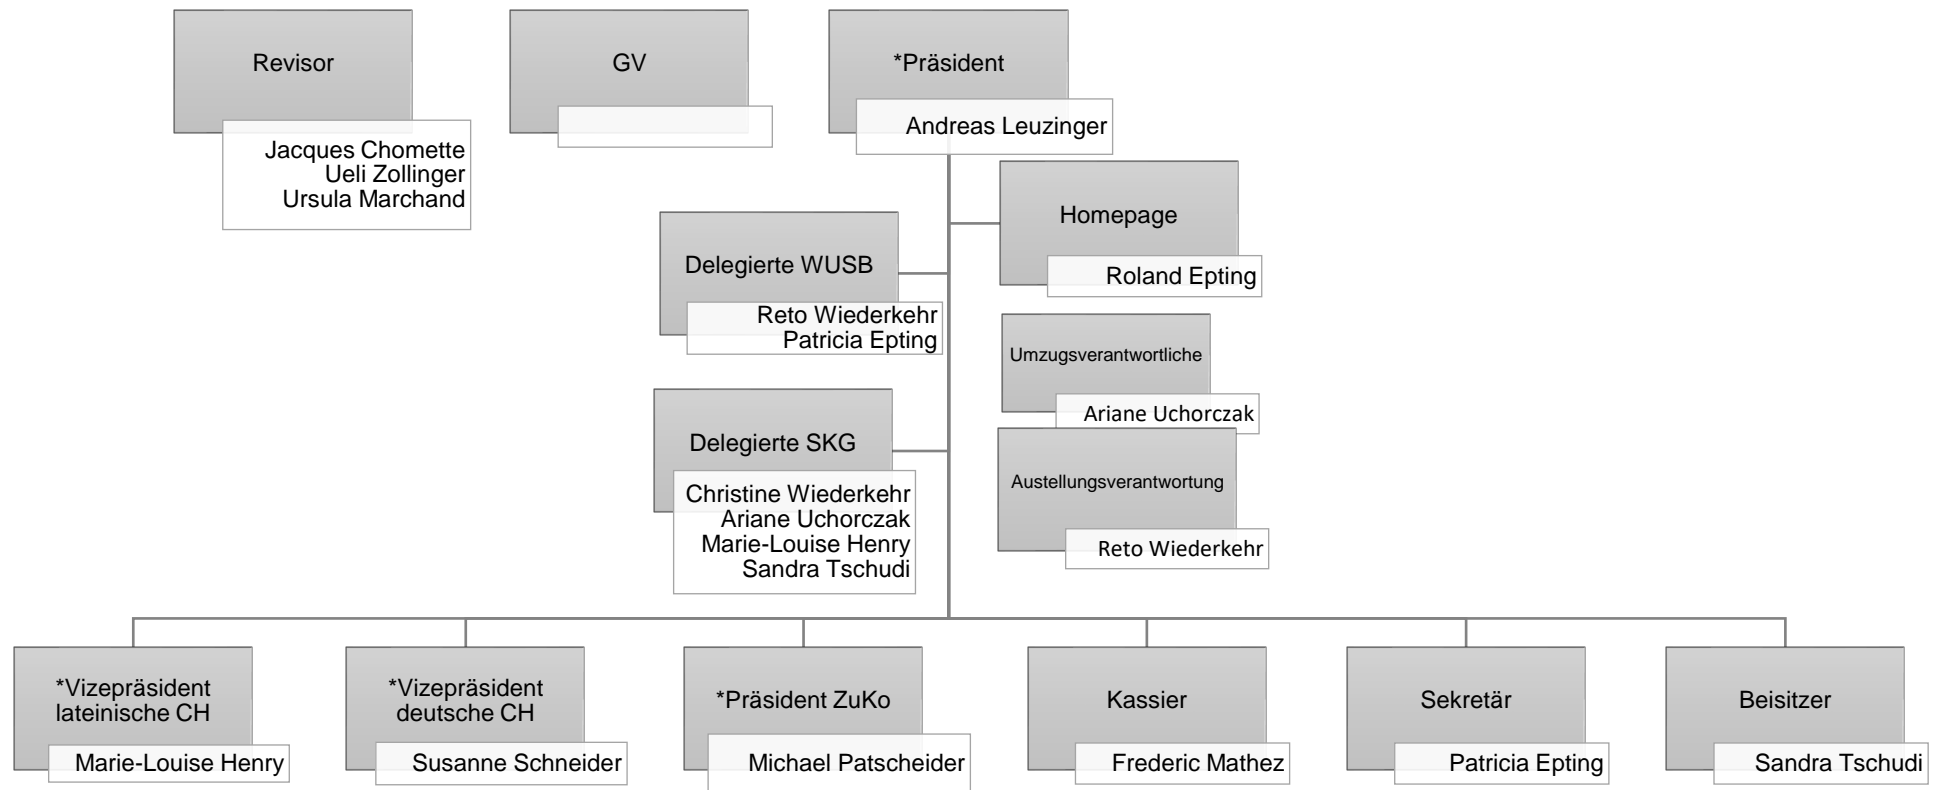 Revisor
Jacques Chomette
Ueli Zollinger
Ursula Marchand
GV
*Präsident
Andreas Leuzinger
Homepage
Roland Epting
Delegierte WUSB
Reto Wiederkehr
Patricia Epting
Umzugsverantwortliche
Ariane Uchorczak
Delegierte SKG
Christine Wiederkehr
Ariane Uchorczak
Marie-Louise Henry
Sandra Tschudi
Austellungsverantwortung
Reto Wiederkehr
*Vizepräsident
lateinische CH
Marie-Louise Henry
*Vizepräsident
deutsche CH
Susanne Schneider
*Präsident ZuKo
Michael Patscheider
Kassier
Frederic Mathez
Sekretär
Patricia Epting
Beisitzer
Sandra Tschudi